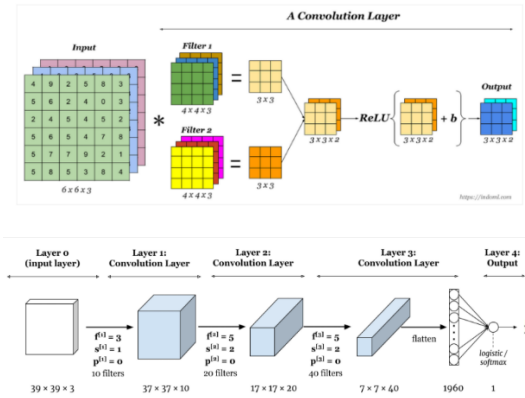 A Convolution Layer
Input
4 9 2 5 8 3
5 6 2 4 0 3
2 4 5 4 5 2
5 6 5 4 7 8
5 7 7 9 2 1
5 8 5 3 8 4
6 x 6 x 3
*
Filter 1
4 x 4 x 3
=
3 x 3
Filter 2
4 x 4 x 3
=
3 x 3
3 x 3 x 2
ReLU
3 x 3 x 2
+ b
Output
3 x 3 x 2
Layer 0
(input layer)
Layer 1:
Convolution Layer
Layer 2:
Convolution Layer
Layer 3:
Convolution Layer
Layer 4:
Output
f[1] = 3
s[1] = 1
p[1] = 0
10 filters
f[2] = 5
s[2] = 2
p[2] = 0
20 filters
f[3] = 5
s[3] = 2
p[3] = 0
40 filters
flatten
logistic /
softmax
39 × 39 × 3
37 × 37 × 10
17 × 17 × 20
7 × 7 × 40
1960
1